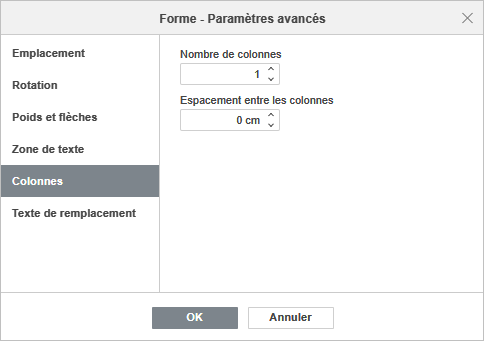 Forme - Paramètres avancés
Emplacement
Rotation
Poids et flèches
Zone de texte
Colonnes
Texte de remplacement
Nombre de colonnes
1
Espacement entre les colonnes
0 cm
OK
Annuler